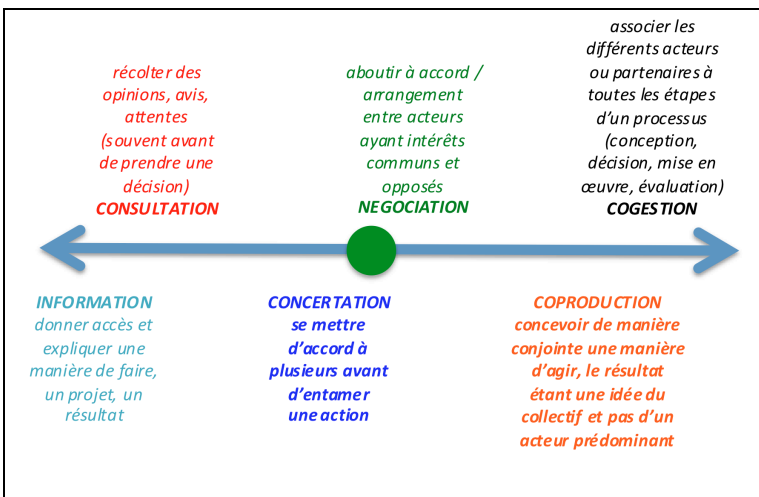 récolter des
opinions, avis,
attentes
(souvent avant
de prendre une
décision)
CONSULTATION
aboutir à accord /
arrangement
entre acteurs
ayant intérêts
communs et
opposés
NEGOCIATION
associer les
différents acteurs
ou partenaires à
toutes les étapes
d'un processus
(conception,
décision, mise en
œuvre, évaluation)
COGESTION
INFORMATION
donner accès et
expliquer une
manière de faire,
un projet, un
résultat
CONCERTATION
se mettre
d'accord à
plusieurs avant
d'entamer
une action
COPRODUCTION
concevoir de manière
conjointe une manière
d'agir, le résultat
étant une idée du
collectif et pas d'un
acteur prédominant